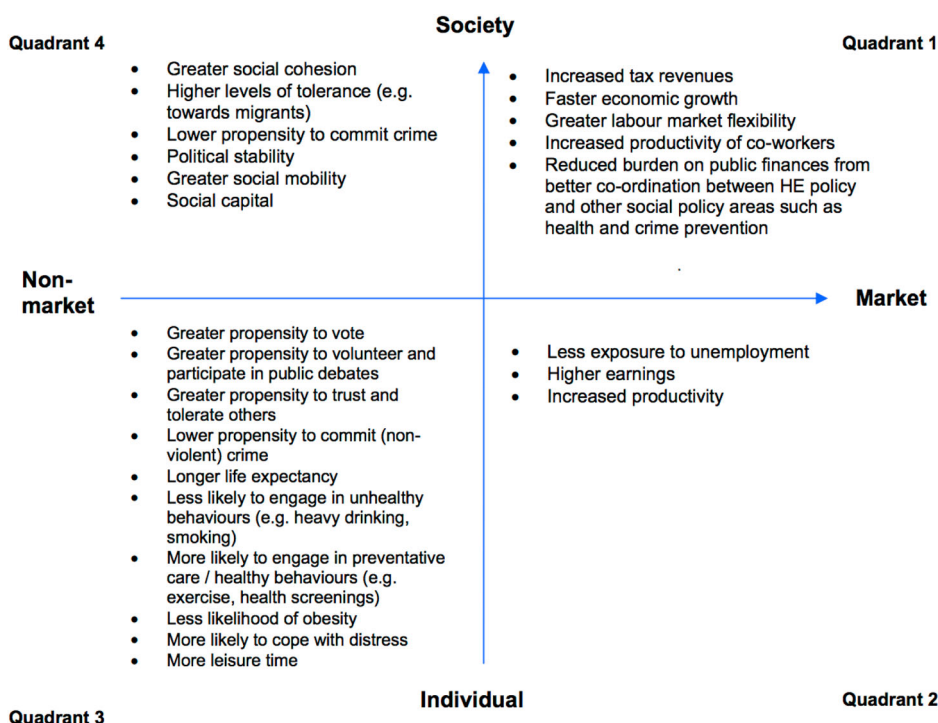 Society
Quadrant 4
Quadrant 1
• Greater social cohesion
• Higher levels of tolerance (e.g.
towards migrants)
• Lower propensity to commit crime
• Political stability
• Greater social mobility
• Social capital
• Increased tax revenues
• Faster economic growth
• Greater labour market flexibility
• Increased productivity of co-workers
• Reduced burden on public finances from
better co-ordination between HE policy
and other social policy areas such as
health and crime prevention
Non-
market
Market
• Greater propensity to vote
• Greater propensity to volunteer and
participate in public debates
• Greater propensity to trust and
tolerate others
• Lower propensity to commit (non-
violent) crime
• Longer life expectancy
• Less likely to engage in unhealthy
behaviours (e.g. heavy drinking,
smoking)
• More likely to engage in preventative
care / healthy behaviours (e.g.
exercise, health screenings)
• Less likelihood of obesity
• More likely to cope with distress
• More leisure time
• Less exposure to unemployment
• Higher earnings
• Increased productivity
Individual
Quadrant 2
Quadrant 3